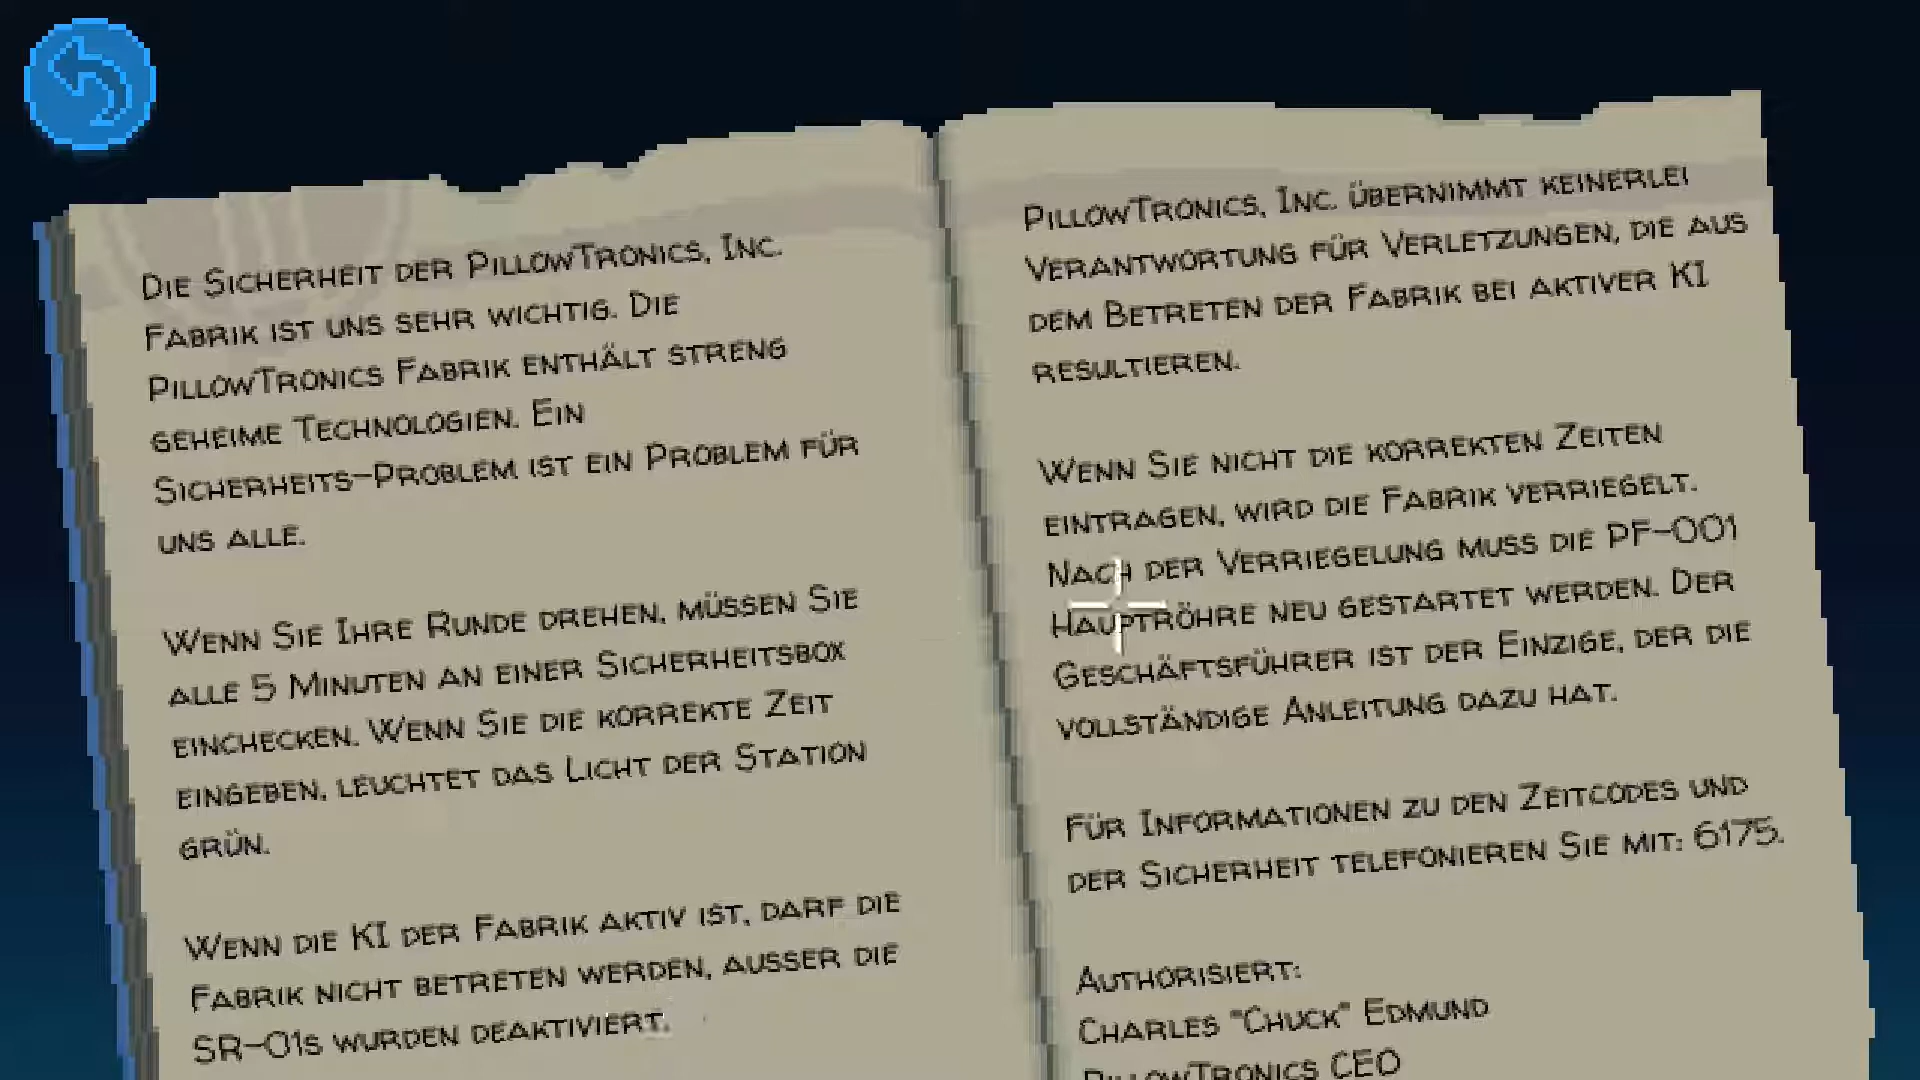 Die Sicherheit der PillowTronics, Inc.
Fabrik ist uns sehr wichtig. Die
PillowTronics Fabrik enthält streng
geheime Technologien. Ein
Sicherheits-Problem ist ein Problem für
uns alle.
Wenn Sie Ihre Runde drehen, müssen Sie
alle 5 Minuten an einer Sicherheitsbox
einchecken. Wenn Sie die korrekte Zeit
eingeben, leuchtet das Licht der Station
grün.
Wenn die KI der Fabrik aktiv ist, darf die
Fabrik nicht betreten werden, ausser die
SR-01s wurden deaktiviert.
PillowTronics, Inc. übernimmt keinerlei
Verantwortung für Verletzungen, die aus
dem Betreten der Fabrik bei aktiver KI
resultieren.
Wenn Sie nicht die korrekten Zeiten
eintragen, wird die Fabrik verriegelt.
Nach der Verriegelung muss die PF-001
Hauptröhre neu gestartet werden. Der
Geschäftsführer ist der Einzige, der die
vollständige Anleitung dazu hat.
Für Informationen zu den Zeitcodes und
der Sicherheit telefonieren Sie mit: 6175.
Authorisiert:
Charles "Chuck" Edmund
PillowTronics CEO